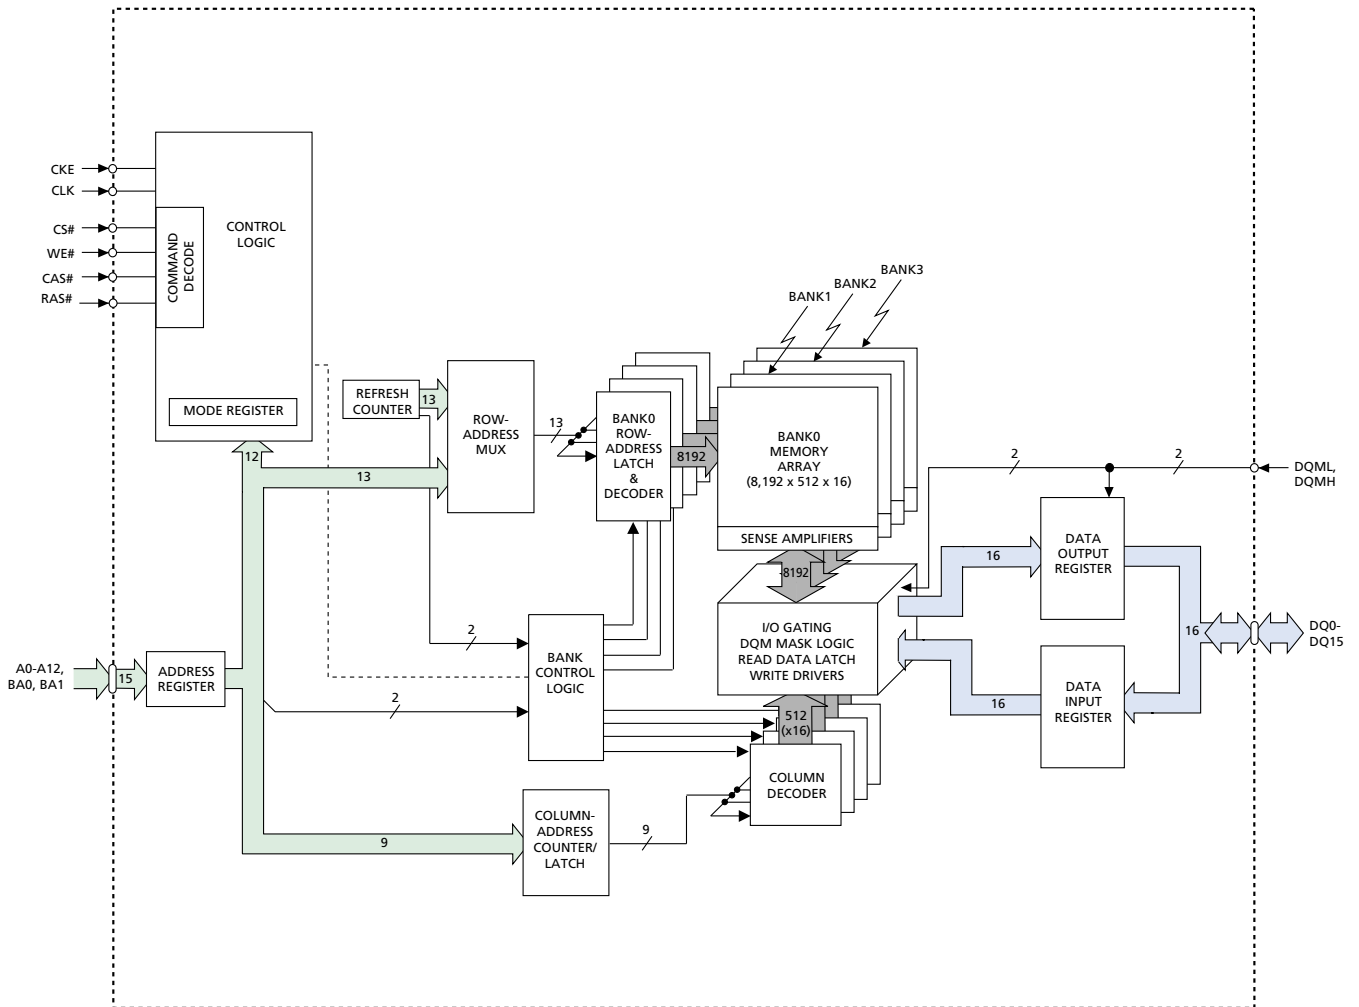 CKE
CLK
CS#
WE#
CAS#
RAS#
COMMAND
DECODE
CONTROL
LOGIC
MODE REGISTER
12
BANK1
BANK2
BANK3
REFRESH
COUNTER
13
13
ROW-
ADDRESS
MUX
13
BANK0
ROW-
ADDRESS
LATCH
&
DECODER
8192
BANK0
MEMORY
ARRAY
(8,192 x 512 x 16)
SENSE AMPLIFIERS
8192
2
2
DQML,
DQMH
DATA
OUTPUT
REGISTER
16
16
DQ0-
DQ15
I/O GATING
DQM MASK LOGIC
READ DATA LATCH
WRITE DRIVERS
16
DATA
INPUT
REGISTER
A0-A12,
BA0, BA1
15
ADDRESS
REGISTER
2
2
BANK
CONTROL
LOGIC
512
(x16)
COLUMN
DECODER
9
COLUMN-
ADDRESS
COUNTER/
LATCH
9